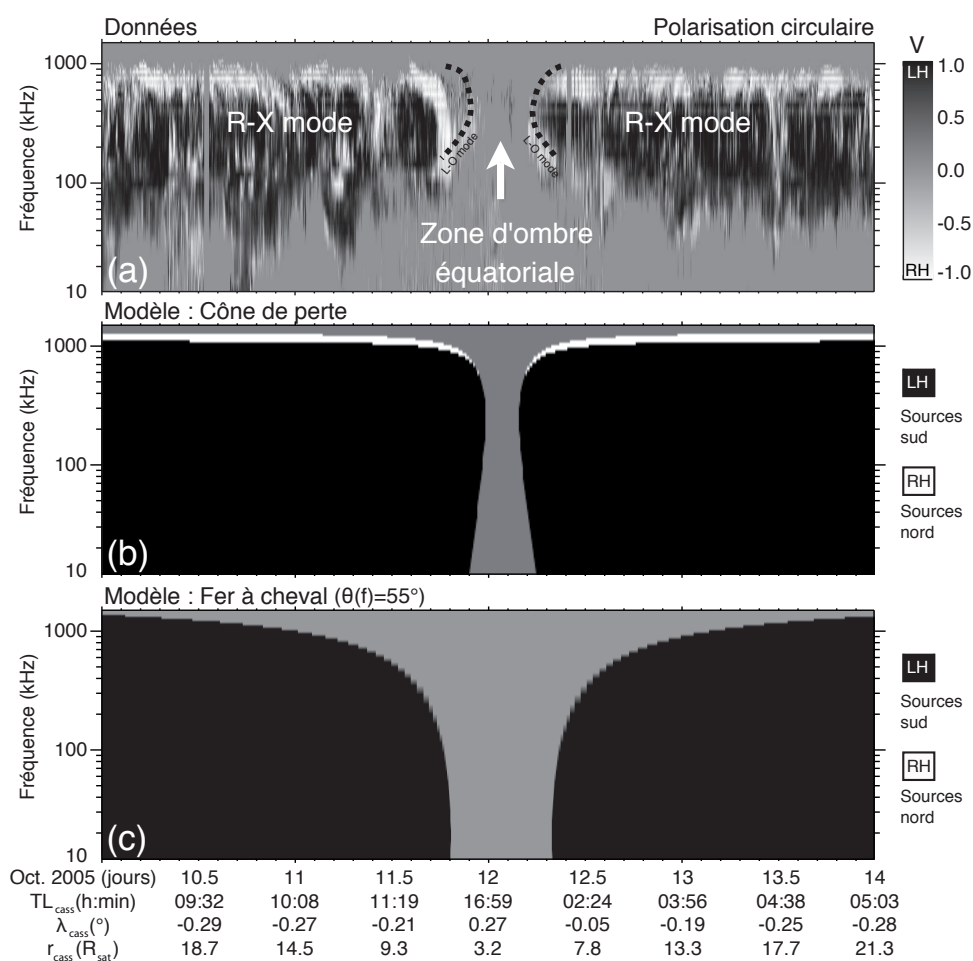 Données Polarisation circulaire
V
1000
100
10
Fréquence (kHz)
R-X mode
R-X mode
L-O mode
L-O mode
Zone d'ombre
équatoriale
(a)
LH
1.0
0.5
0.0
-0.5
RH -1.0
Modèle : Cône de perte
1000
100
10
Fréquence (kHz)
(b)
LH
Sources
sud
RH
Sources
nord
Modèle : Fer à cheval (θ(f)=55°)
1000
100
10
Fréquence (kHz)
(c)
LH
Sources
sud
RH
Sources
nord
Oct. 2005 (jours) 10.5 11 11.5 12 12.5 13 13.5 14
TLcass(h:min) 09:32 10:08 11:19 16:59 02:24 03:56 04:38 05:03
λcass(°) -0.29 -0.27 -0.21 0.27 -0.05 -0.19 -0.25 -0.28
rcass(Rsat) 18.7 14.5 9.3 3.2 7.8 13.3 17.7 21.3